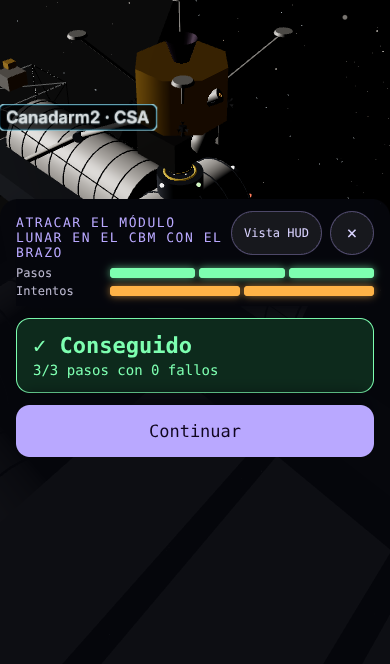 Canadarm2 · CSA
ATRACAR EL MÓDULO
LUNAR EN EL CBM CON EL
BRAZO
Vista HUD
×
Pasos
Intentos
✓ Conseguido
3/3 pasos con 0 fallos
Continuar